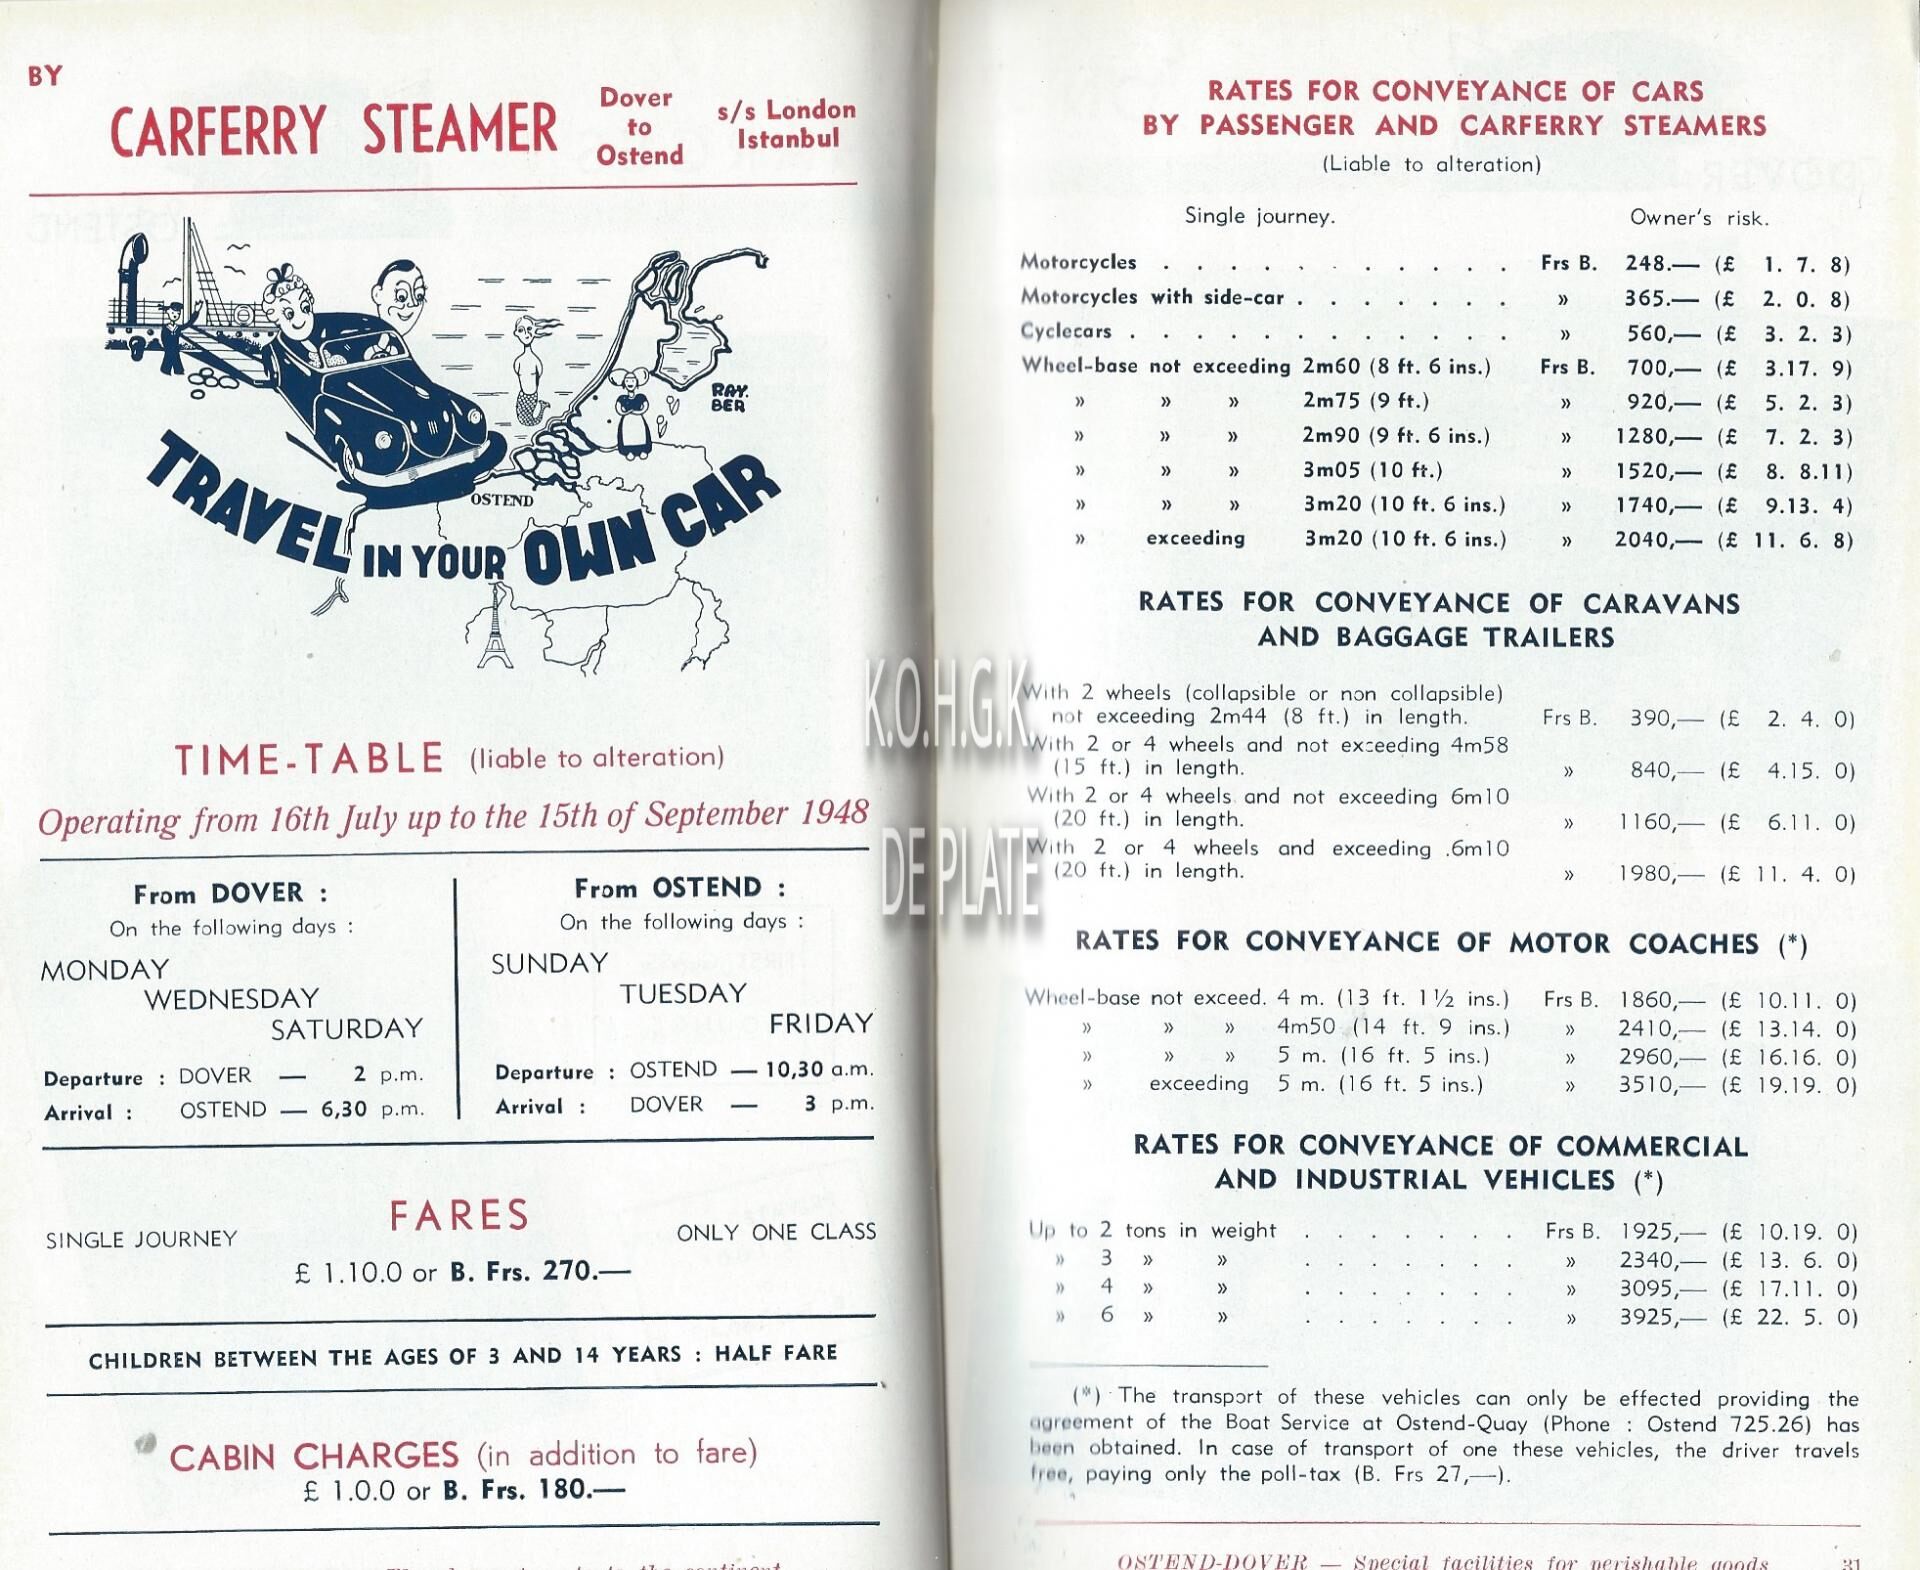 BY
CARFERRY STEAMER
Dover
to
Ostend
s/s London
Istanbul
RAY.
BER
OSTEND
TRAVEL IN YOUR OWN CAR
TIME-TABLE (liable to alteration)
Operating from 16th July up to the 15th of September 1948
From DOVER :
On the following days :
MONDAY
WEDNESDAY
SATURDAY
Departure : DOVER — 2 p.m.
Arrival : OSTEND — 6,30 p.m.
From OSTEND :
On the following days :
SUNDAY
TUESDAY
FRIDAY
Departure : OSTEND — 10,30 a.m.
Arrival : DOVER — 3 p.m.
FARES
SINGLE JOURNEY
ONLY ONE CLASS
£ 1.10.0 or B. Frs. 270.—
CHILDREN BETWEEN THE AGES OF 3 AND 14 YEARS : HALF FARE
CABIN CHARGES (in addition to fare)
£ 1.0.0 or B. Frs. 180.—
K.O.H.G.K.
DE PLATE
RATES FOR CONVEYANCE OF CARS
BY PASSENGER AND CARFERRY STEAMERS
(Liable to alteration)
Single journey. Owner's risk.
Motorcycles . . . . . . . . . . . Frs B. 248.— (£ 1. 7. 8)
Motorcycles with side-car . . . . . . . » 365.— (£ 2. 0. 8)
Cyclecars . . . . . . . . . . . . » 560,— (£ 3. 2. 3)
Wheel-base not exceeding 2m60 (8 ft. 6 ins.) Frs B. 700,— (£ 3.17. 9)
» » » 2m75 (9 ft.) » 920,— (£ 5. 2. 3)
» » » 2m90 (9 ft. 6 ins.) » 1280,— (£ 7. 2. 3)
» » » 3m05 (10 ft.) » 1520,— (£ 8. 8.11)
» » » 3m20 (10 ft. 6 ins.) » 1740,— (£ 9.13. 4)
» exceeding 3m20 (10 ft. 6 ins.) » 2040,— (£ 11. 6. 8)
RATES FOR CONVEYANCE OF CARAVANS
AND BAGGAGE TRAILERS
With 2 wheels (collapsible or non collapsible)
not exceeding 2m44 (8 ft.) in length. Frs B. 390,— (£ 2. 4. 0)
With 2 or 4 wheels and not exceeding 4m58
(15 ft.) in length. » 840,— (£ 4.15. 0)
With 2 or 4 wheels and not exceeding 6m10
(20 ft.) in length. » 1160,— (£ 6.11. 0)
With 2 or 4 wheels and exceeding .6m10
(20 ft.) in length. » 1980,— (£ 11. 4. 0)
RATES FOR CONVEYANCE OF MOTOR COACHES (*)
Wheel-base not exceed. 4 m. (13 ft. 1 ½ ins.) Frs B. 1860,— (£ 10.11. 0)
» » » 4m50 (14 ft. 9 ins.) » 2410,— (£ 13.14. 0)
» » » 5 m. (16 ft. 5 ins.) » 2960,— (£ 16.16. 0)
» exceeding 5 m. (16 ft. 5 ins.) » 3510,— (£ 19.19. 0)
RATES FOR CONVEYANCE OF COMMERCIAL
AND INDUSTRIAL VEHICLES (*)
Up to 2 tons in weight . . . . . . . Frs B. 1925,— (£ 10.19. 0)
» 3 » » . . . . . . . » 2340,— (£ 13. 6. 0)
» 4 » » . . . . . . . » 3095,— (£ 17.11. 0)
» 6 » » . . . . . . . » 3925,— (£ 22. 5. 0)
(*) The transport of these vehicles can only be effected providing the
agreement of the Boat Service at Ostend-Quay (Phone : Ostend 725.26) has
been obtained. In case of transport of one these vehicles, the driver travels
free, paying only the poll-tax (B. Frs 27,—).
OSTEND-DOVER — Special facilities for perishable goods 31